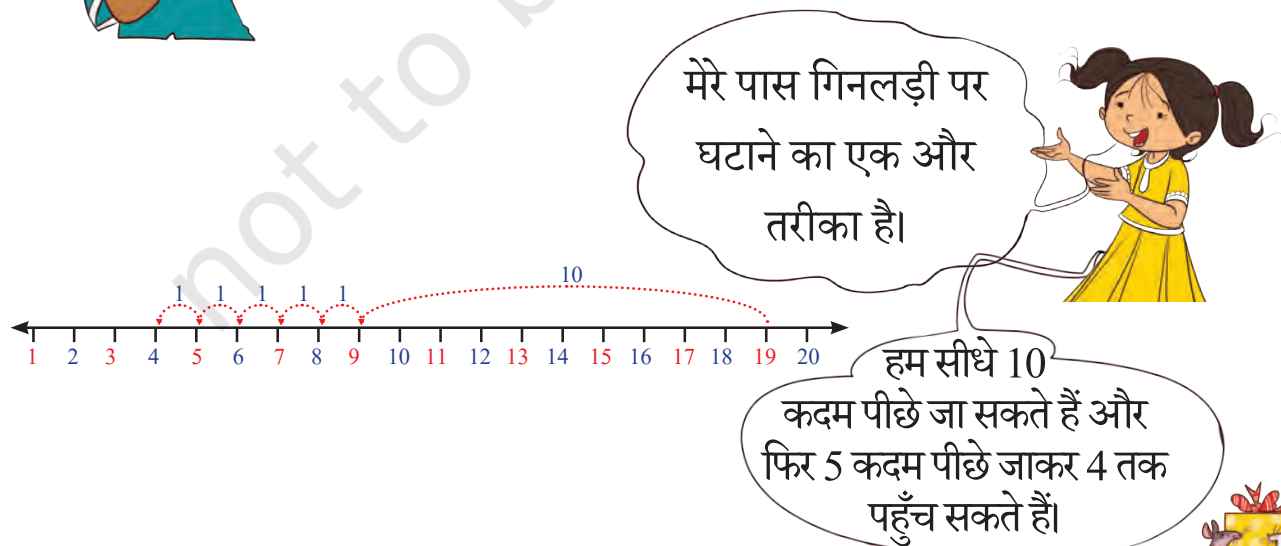 not to b
मेरे पास गिनलड़ी पर
घटाने का एक और
तरीका है।
10
1 1 1 1 1
1 2 3 4 5 6 7 8 9 10 11 12 13 14 15 16 17 18 19 20
हम सीधे 10
कदम पीछे जा सकते हैं और
फिर 5 कदम पीछे जाकर 4 तक
पहुँच सकते हैं।